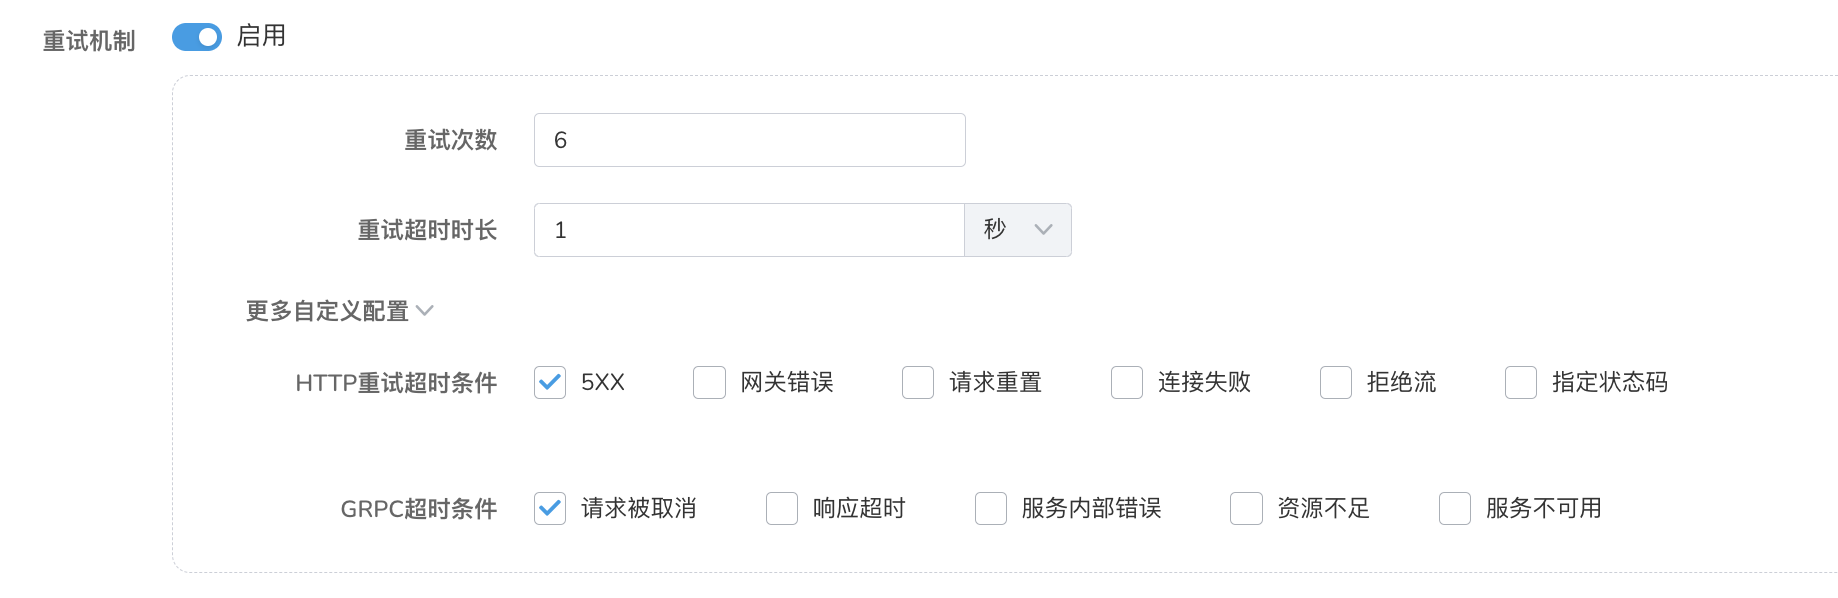 重试机制 启用
重试次数 6
重试超时时长 1 秒
更多自定义配置
HTTP重试超时条件 5XX 网关错误 请求重置 连接失败 拒绝流 指定状态码
GRPC超时条件 请求被取消 响应超时 服务内部错误 资源不足 服务不可用